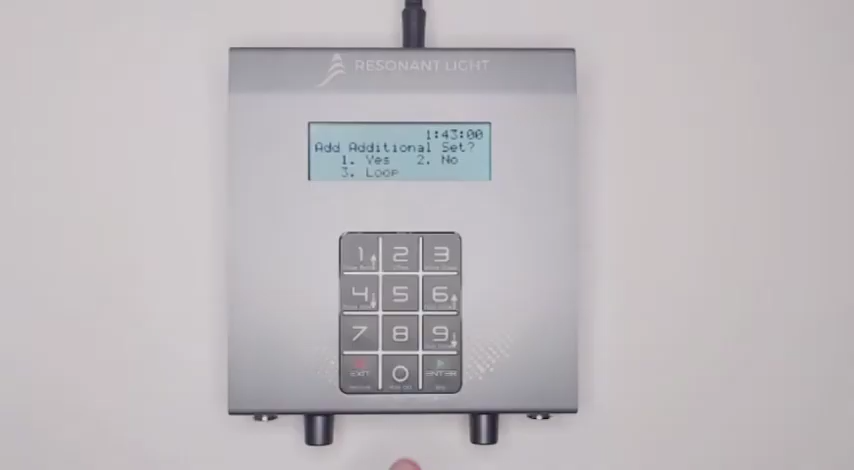 RESONANT LIGHT
1:43:00
Add Additional Set?
1. Yes 2. No
3. Loop
1 2 3
4 5 6
7 8 9
EXIT 0 ENTER